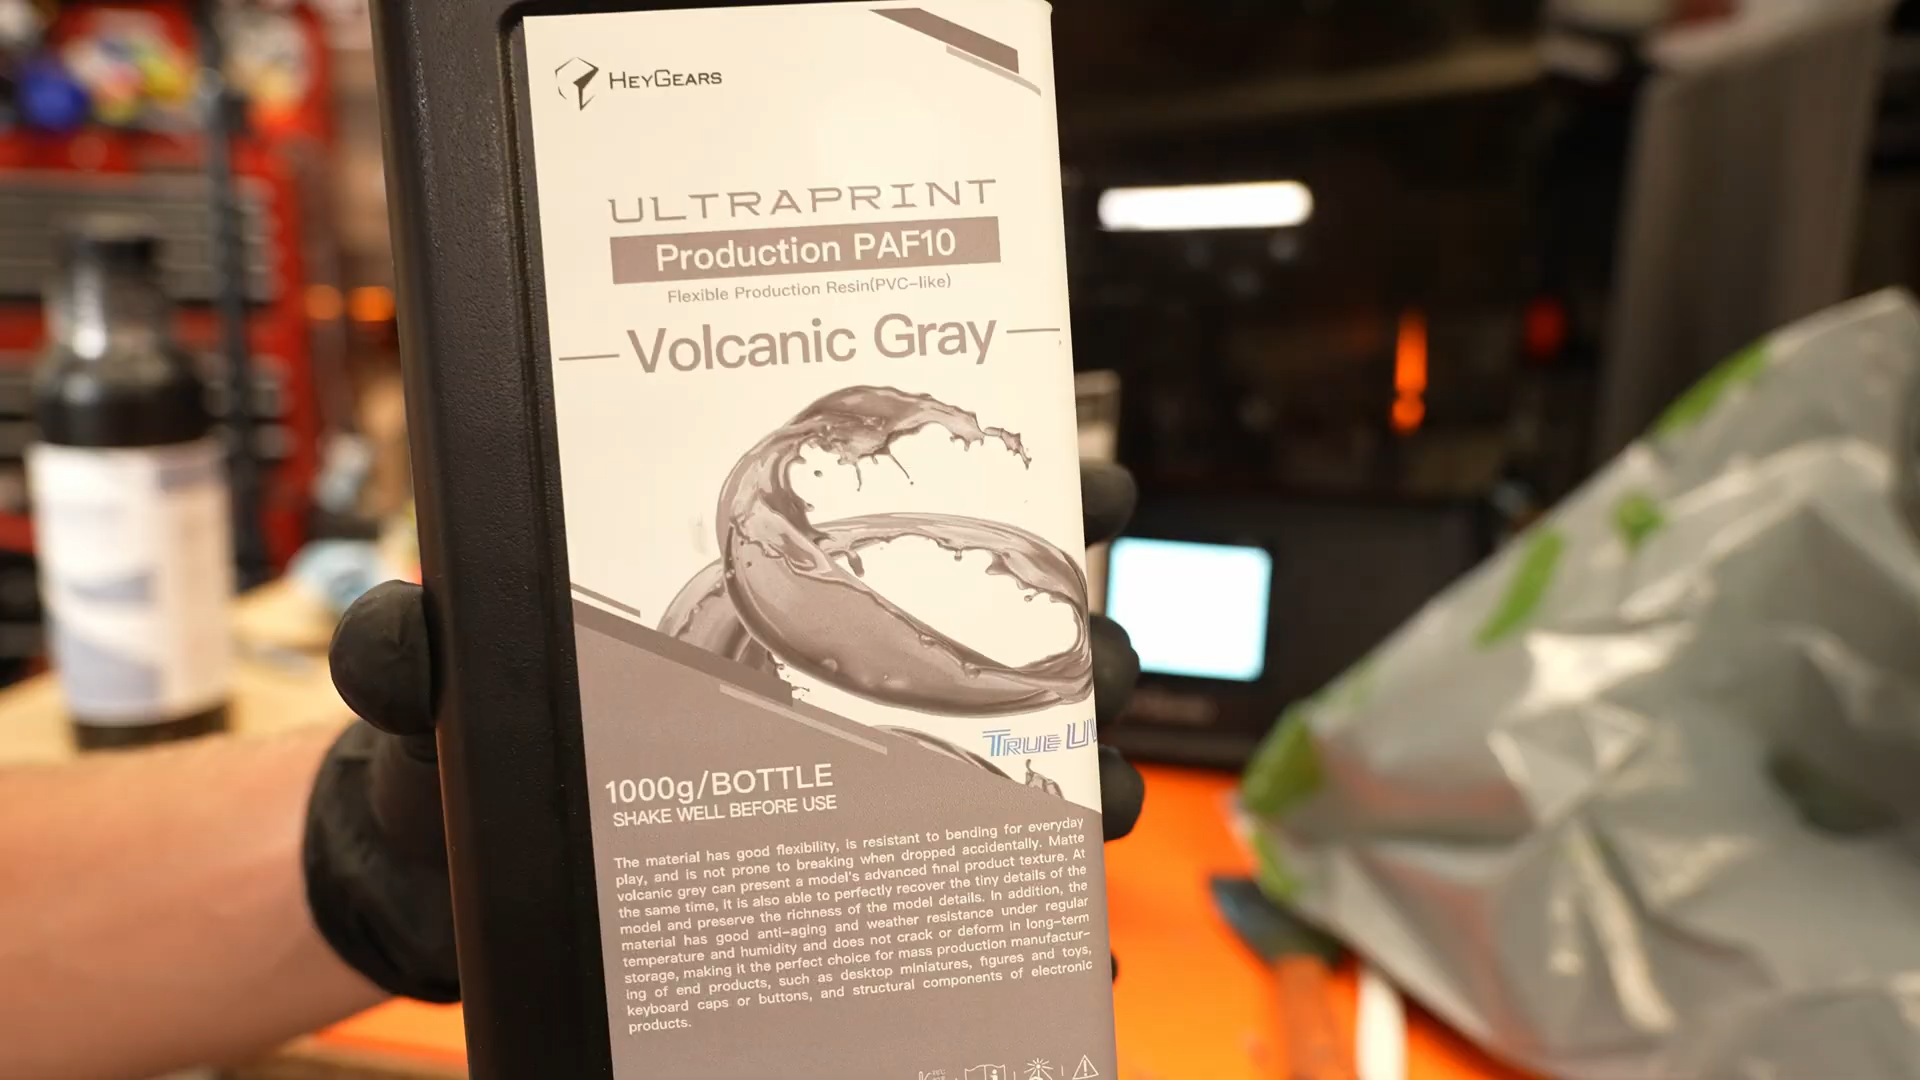 HEYGEARS
ULTRAPRINT
Production PAF10
Flexible Production Resin(PVC-like)
Volcanic Gray
TRUE
1000g/BOTTLE
SHAKE WELL BEFORE USE
The material has good flexibility, is resistant to bending for everyday
play, and is not prone to breaking when dropped accidentally. Matte
volcanic grey can present a model's advanced final product texture. At
the same time, it is also able to perfectly recover the tiny details of the
model and preserve the richness of the model details. In addition, the
material has good anti-aging and weather resistance under regular
temperature and humidity and does not crack or deform in long-term
storage, making it the perfect choice for mass production manufactur-
ing of end products, such as desktop miniatures, figures and toys,
keyboard caps or buttons, and structural components of electronic
products.